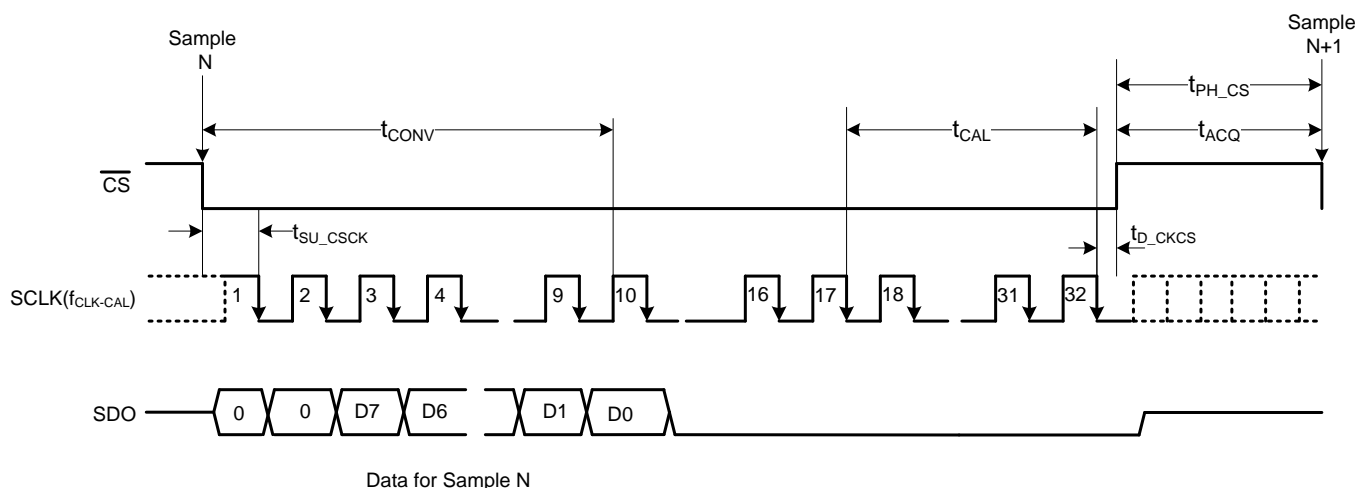 Sample
N
Sample
N+1
tPH_CS
tCONV
tCAL
tACQ
CS
tSU_CSCK
tD_CKCS
SCLK(fCLK-CAL)
1 2 3 4 9 10 16 17 18 31 32
SDO
0 0 D7 D6 D1 D0
Data for Sample N